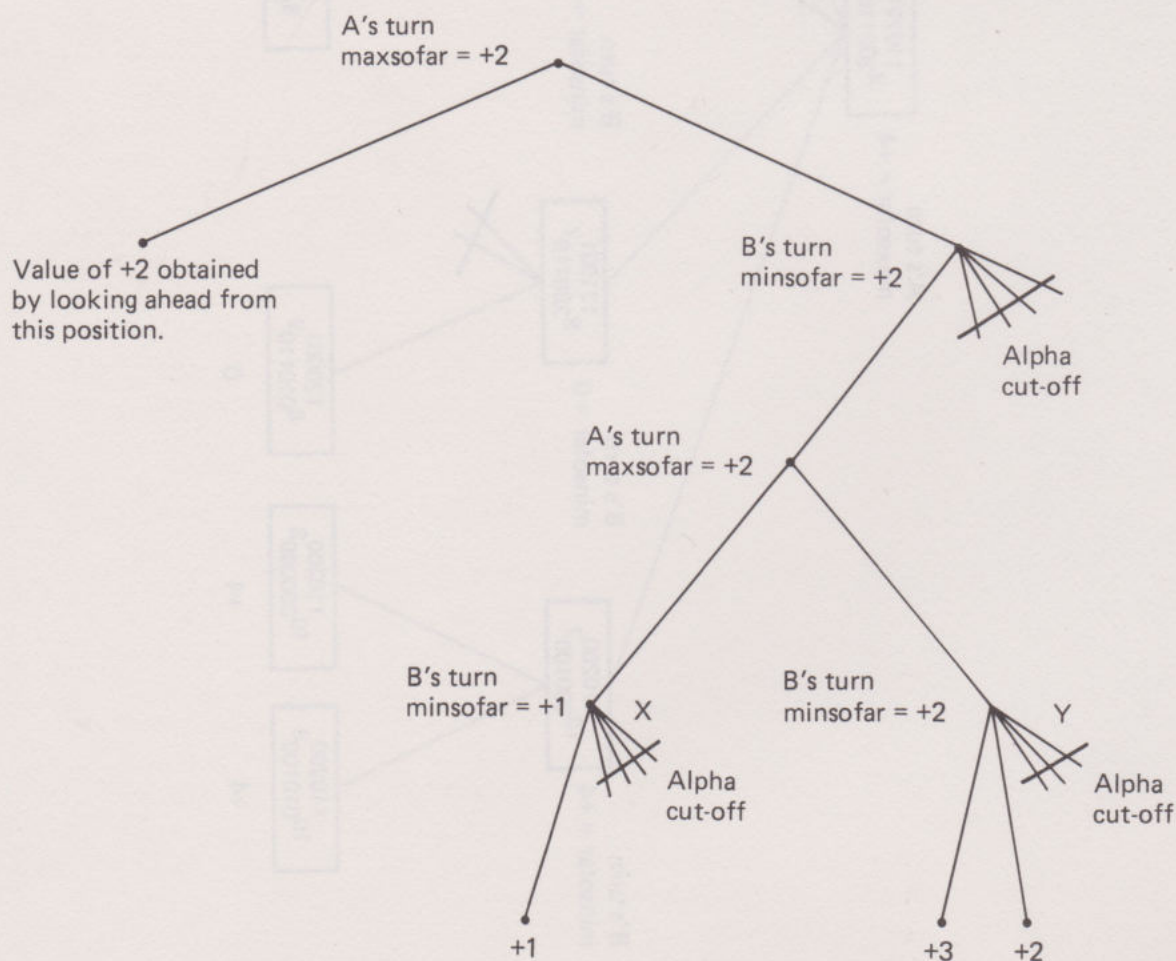 A's turn
maxsofar = +2
Value of +2 obtained
by looking ahead from
this position.
B's turn
minsofar = +2
Alpha
cut-off
A's turn
maxsofar = +2
B's turn
minsofar = +1
X
Alpha
cut-off
B's turn
minsofar = +2
Y
Alpha
cut-off
+1
+3
+2